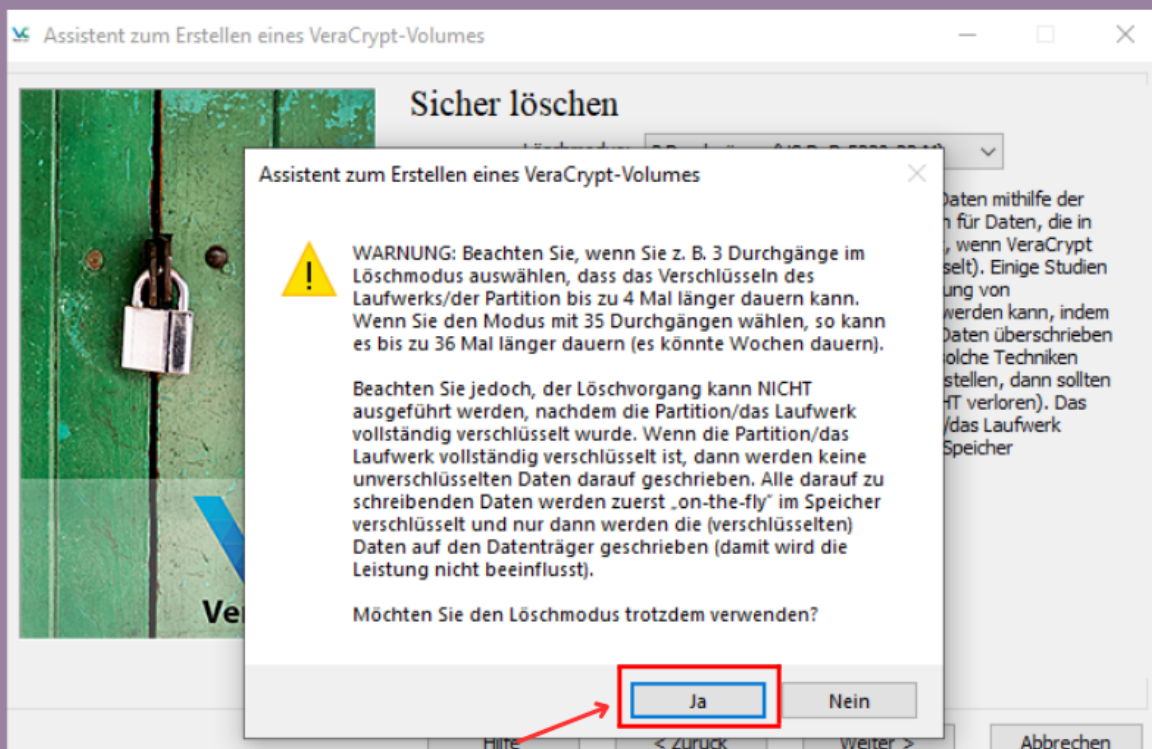 Assistent zum Erstellen eines VeraCrypt-Volumes
Sicher löschen
Assistent zum Erstellen eines VeraCrypt-Volumes
WARNUNG: Beachten Sie, wenn Sie z. B. 3 Durchgänge im
Löschmodus auswählen, dass das Verschlüsseln des
Laufwerks/der Partition bis zu 4 Mal länger dauern kann.
Wenn Sie den Modus mit 35 Durchgängen wählen, so kann
es bis zu 36 Mal länger dauern (es könnte Wochen dauern).
Beachten Sie jedoch, der Löschvorgang kann NICHT
ausgeführt werden, nachdem die Partition/das Laufwerk
vollständig verschlüsselt wurde. Wenn die Partition/das
Laufwerk vollständig verschlüsselt ist, dann werden keine
unverschlüsselten Daten darauf geschrieben. Alle darauf zu
schreibenden Daten werden zuerst „on-the-fly" im Speicher
verschlüsselt und nur dann werden die (verschlüsselten)
Daten auf den Datenträger geschrieben (damit wird die
Leistung nicht beeinflusst).
Möchten Sie den Löschmodus trotzdem verwenden?
Ja
Nein
Daten mithilfe der
für Daten, die in
, wenn VeraCrypt
selt). Einige Studien
ung von
werden kann, indem
Daten überschrieben
solche Techniken
stellen, dann sollten
HT verloren). Das
/das Laufwerk
Speicher
Ve
Hilfe
< Zurück
Weiter >
Abbrechen